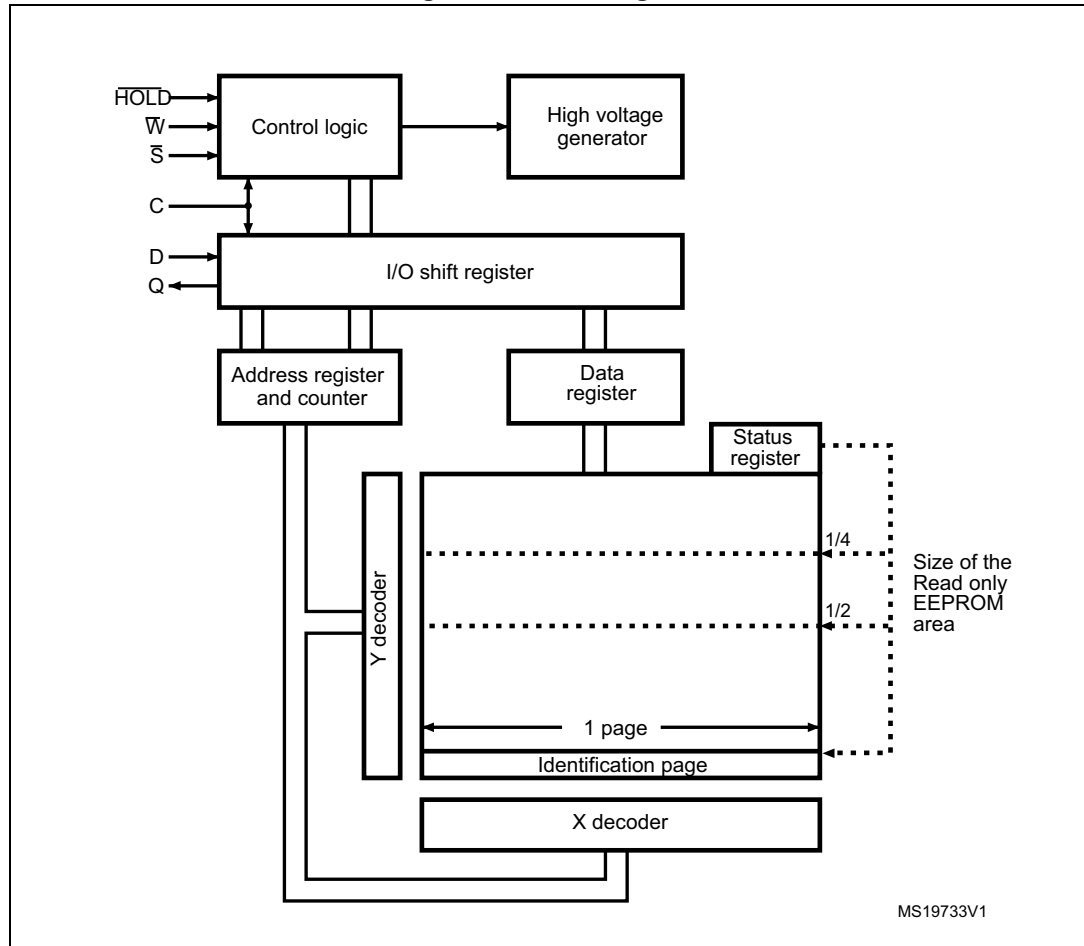 H̅O̅L̅D̅
W̅
S̅
C
D
Q
Control logic
High voltage
generator
I/O shift register
Address register
and counter
Data
register
Status
register
1/4
1/2
Size of the
Read only
EEPROM
area
Y decoder
1 page
Identification page
X decoder
MS19733V1